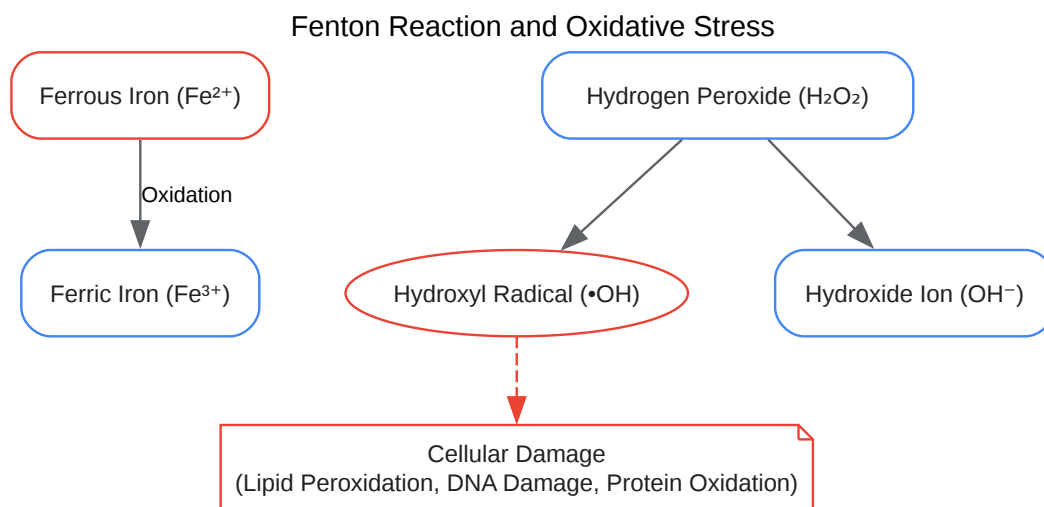 Fenton Reaction and Oxidative Stress
Ferrous Iron (Fe²⁺)
Hydrogen Peroxide (H₂O₂)
Oxidation
Ferric Iron (Fe³⁺)
Hydroxyl Radical (•OH)
Hydroxide Ion (OH⁻)
Cellular Damage
(Lipid Peroxidation, DNA Damage, Protein Oxidation)